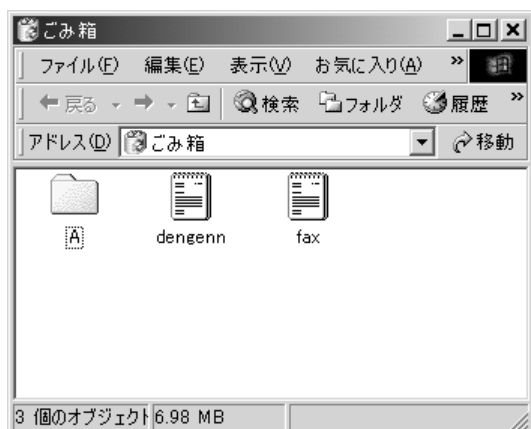 ごみ箱
ファイル(F) 編集(E) 表示(V) お気に入り(A) »
戻る 検索 フォルダ 履歴 »
アドレス(D) ごみ箱 移動
A dengenn fax
3 個のオブジェクト 6.98 MB